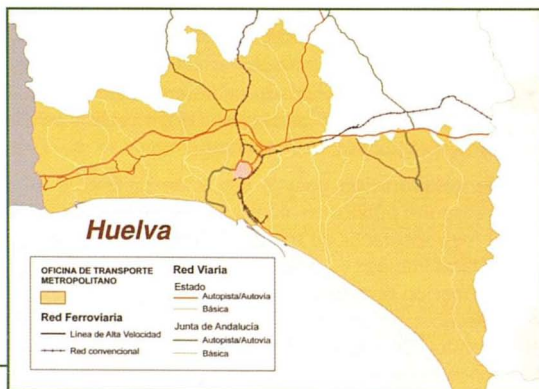 Huelva
OFICINA DE TRANSPORTE
METROPOLITANO
Red Ferroviaria
Línea de Alta Velocidad
Red convencional
Red Viaria
Estado
Autopista/Autovía
Básica
Junta de Andalucía
Autopista/Autovía
Básica